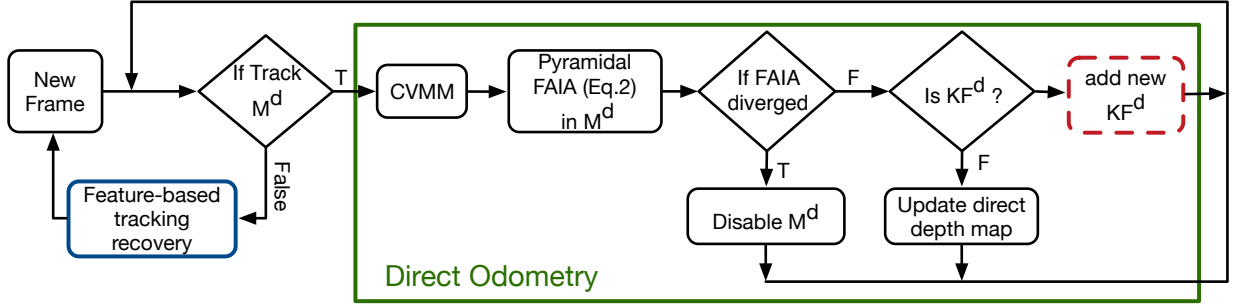 New
Frame
If Track
M^d
T
False
Feature-based
tracking
recovery
CVMM
Pyramidal
FAIA (Eq.2)
in M^d
If FAIA
diverged
F
T
Disable M^d
Is KF^d ?
F
Update direct
depth map
add new
KF^d
Direct Odometry